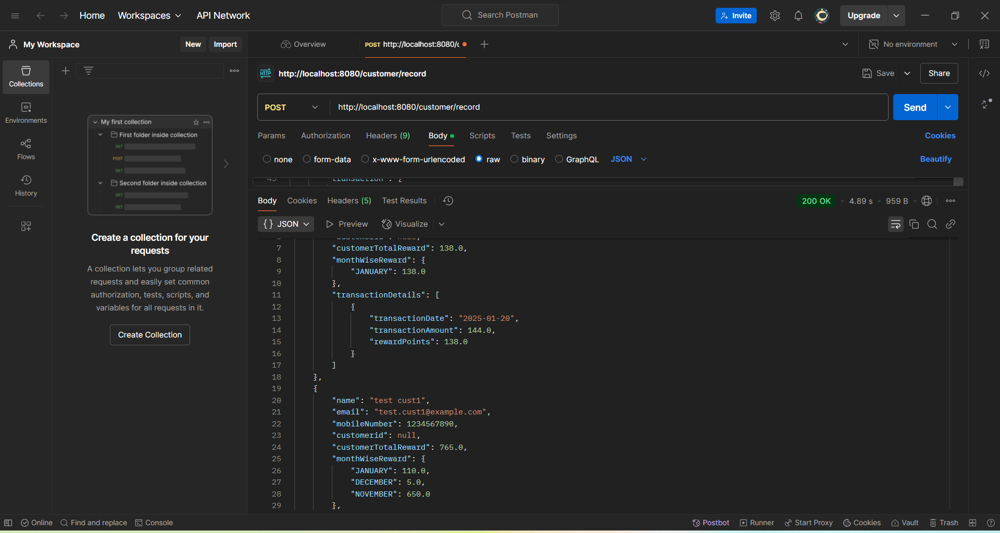 Home Workspaces API Network Search Postman Invite Upgrade
My Workspace New Import Overview POST http://localhost:8080/c No environment
Collections
Environments
Flows
History
My first collection
First folder inside collection
GET
POST
GET
Second folder inside collection
GET
GET
Create a collection for your
requests
A collection lets you group related
requests and easily set common
authorization, tests, scripts, and
variables for all requests in it.
Create Collection
HTTP http://localhost:8080/customer/record Save Share
POST http://localhost:8080/customer/record Send
Params Authorization Headers (9) Body Scripts Tests Settings Cookies
none form-data x-www-form-urlencoded raw binary GraphQL JSON Beautify
Body Cookies Headers (5) Test Results 200 OK 4.89 s 959 B
{} JSON Preview Visualize
7 "customerTotalReward": 138.0,
8 "monthWiseReward": {
9 "JANUARY": 138.0
10 },
11 "transactionDetails": [
12 {
13 "transactionDate": "2025-01-20",
14 "transactionAmount": 144.0,
15 "rewardPoints": 138.0
16 }
17 ]
18 },
19 {
20 "name": "test cust1",
21 "email": "test.cust1@example.com",
22 "mobileNumber": 1234567890,
23 "customerid": null,
24 "customerTotalReward": 765.0,
25 "monthWiseReward": {
26 "JANUARY": 110.0,
27 "DECEMBER": 5.0,
28 "NOVEMBER": 650.0
29 },
Online Find and replace Console Postbot Runner Start Proxy Cookies Vault Trash